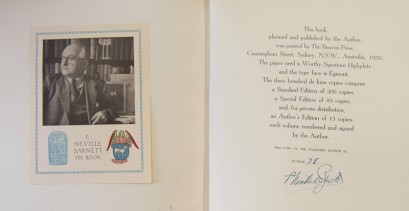 P.
NEVILLE
BARNETT
HIS BOOK
This book
planned and published by the Author
was printed by The Beacon Press,
Cunningham Street, Sydney, N.S.W., Australia, 1950.
The paper used is Worthy Signature Highplate
and the type face is Egmont.
The three hundred de luxe copies comprise
a Standard Edition of 200 copies,
a Special Edition of 85 copies,
and, for private distribution,
an Author's Edition of 15 copies,
each volume numbered and signed
by the Author.
THE COPY OF THE STANDARD EDITION IS
NUMBER 78